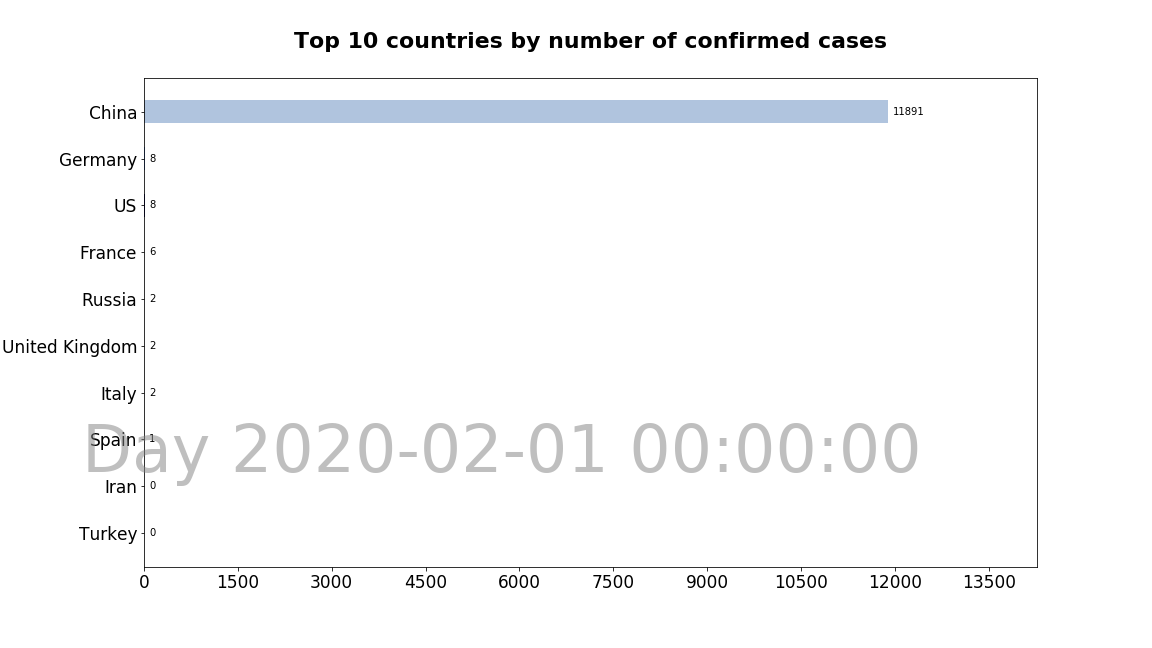 Top 10 countries by number of confirmed cases
China 11891
Germany 8
US 8
France 6
Russia 2
United Kingdom 2
Italy 2
Spain 1
Day 2020-02-01 00:00:00
Iran 0
Turkey 0
0 1500 3000 4500 6000 7500 9000 10500 12000 13500